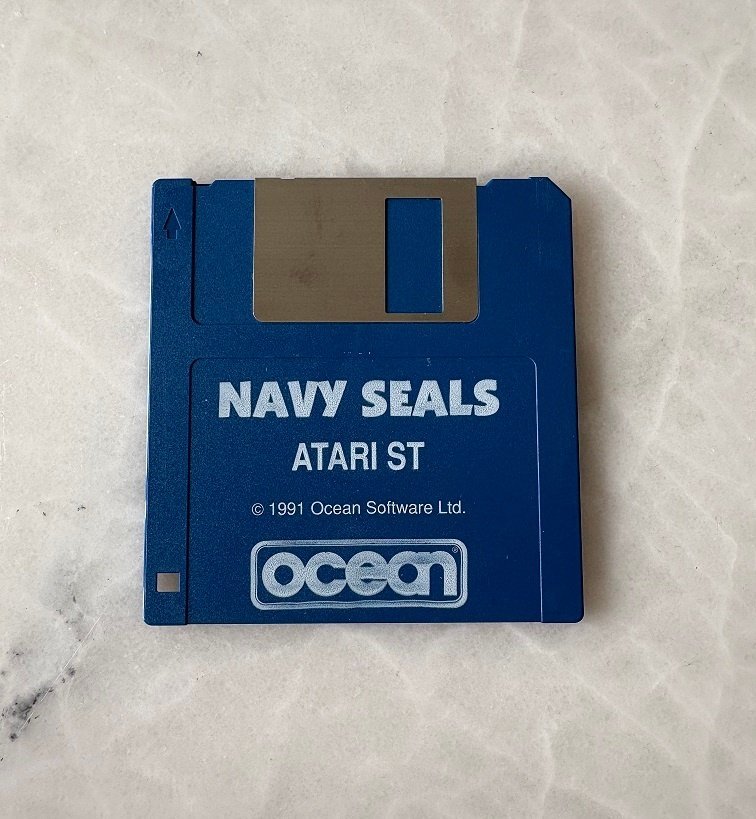 NAVY SEALS
ATARI ST
© 1991 Ocean Software Ltd.
ocean®